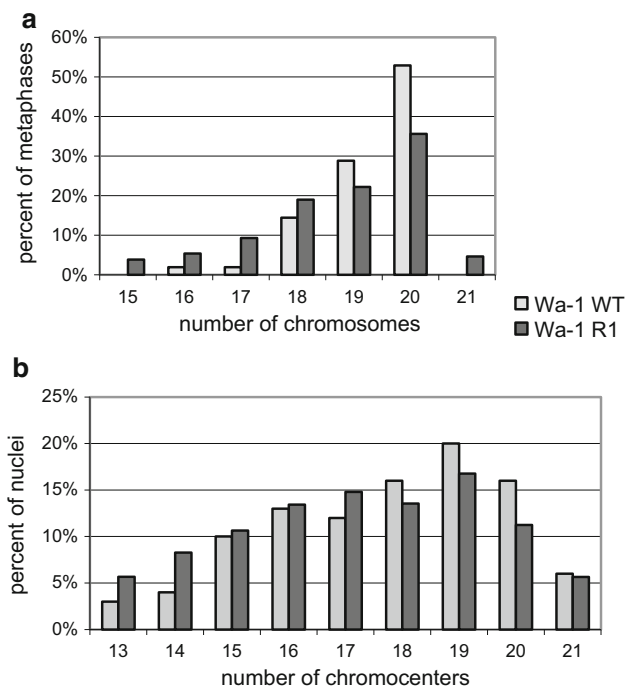 a
60%
50%
40%
30%
20%
10%
0%
percent of metaphases
15 16 17 18 19 20 21
number of chromosomes
Wa-1 WT
Wa-1 R1
b
25%
20%
15%
10%
5%
0%
percent of nuclei
13 14 15 16 17 18 19 20 21
number of chromocenters